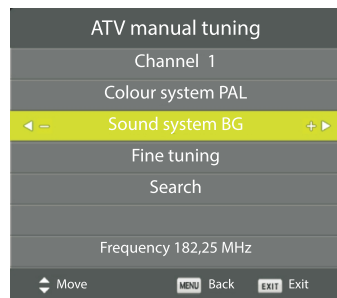 ATV manual tuning
Channel 1
Colour system PAL
Sound system BG
Fine tuning
Search
Frequency 182,25 MHz
Move MENU Back EXIT Exit